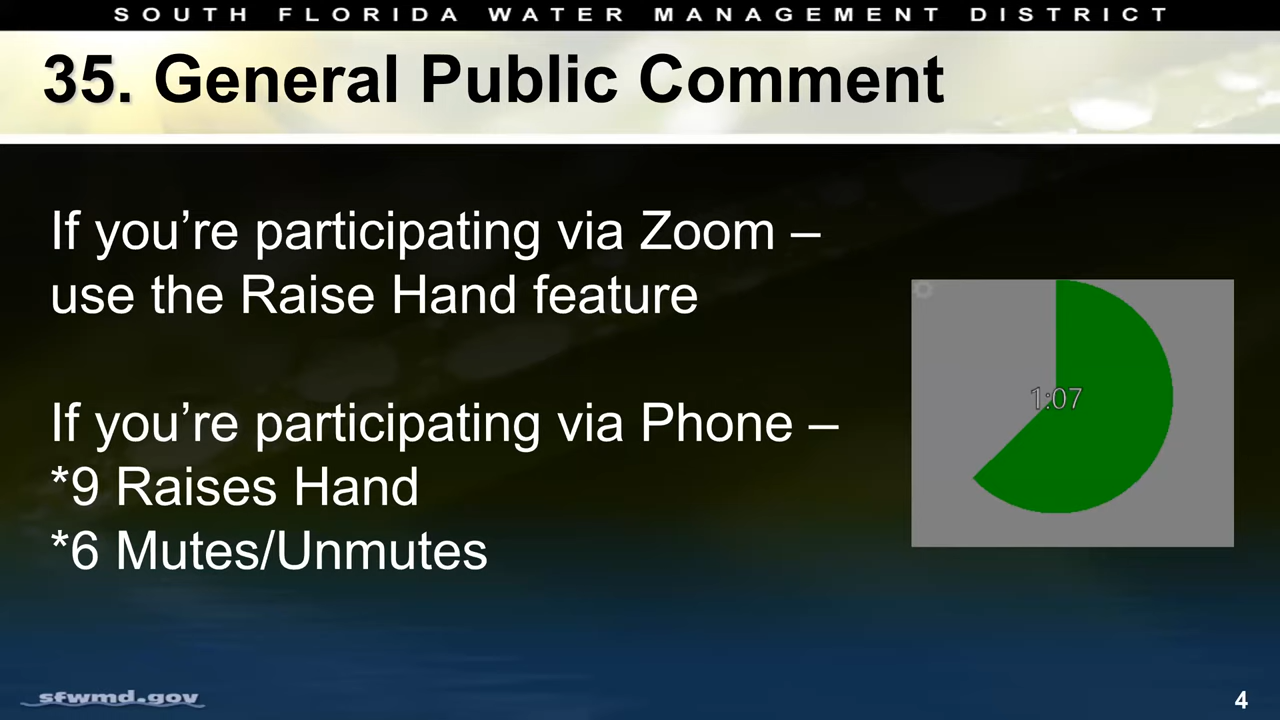 SOUTH FLORIDA WATER MANAGEMENT DISTRICT
35. General Public Comment
If you’re participating via Zoom –
use the Raise Hand feature
1:07
If you’re participating via Phone –
*9 Raises Hand
*6 Mutes/Unmutes
sfwmd.gov
4